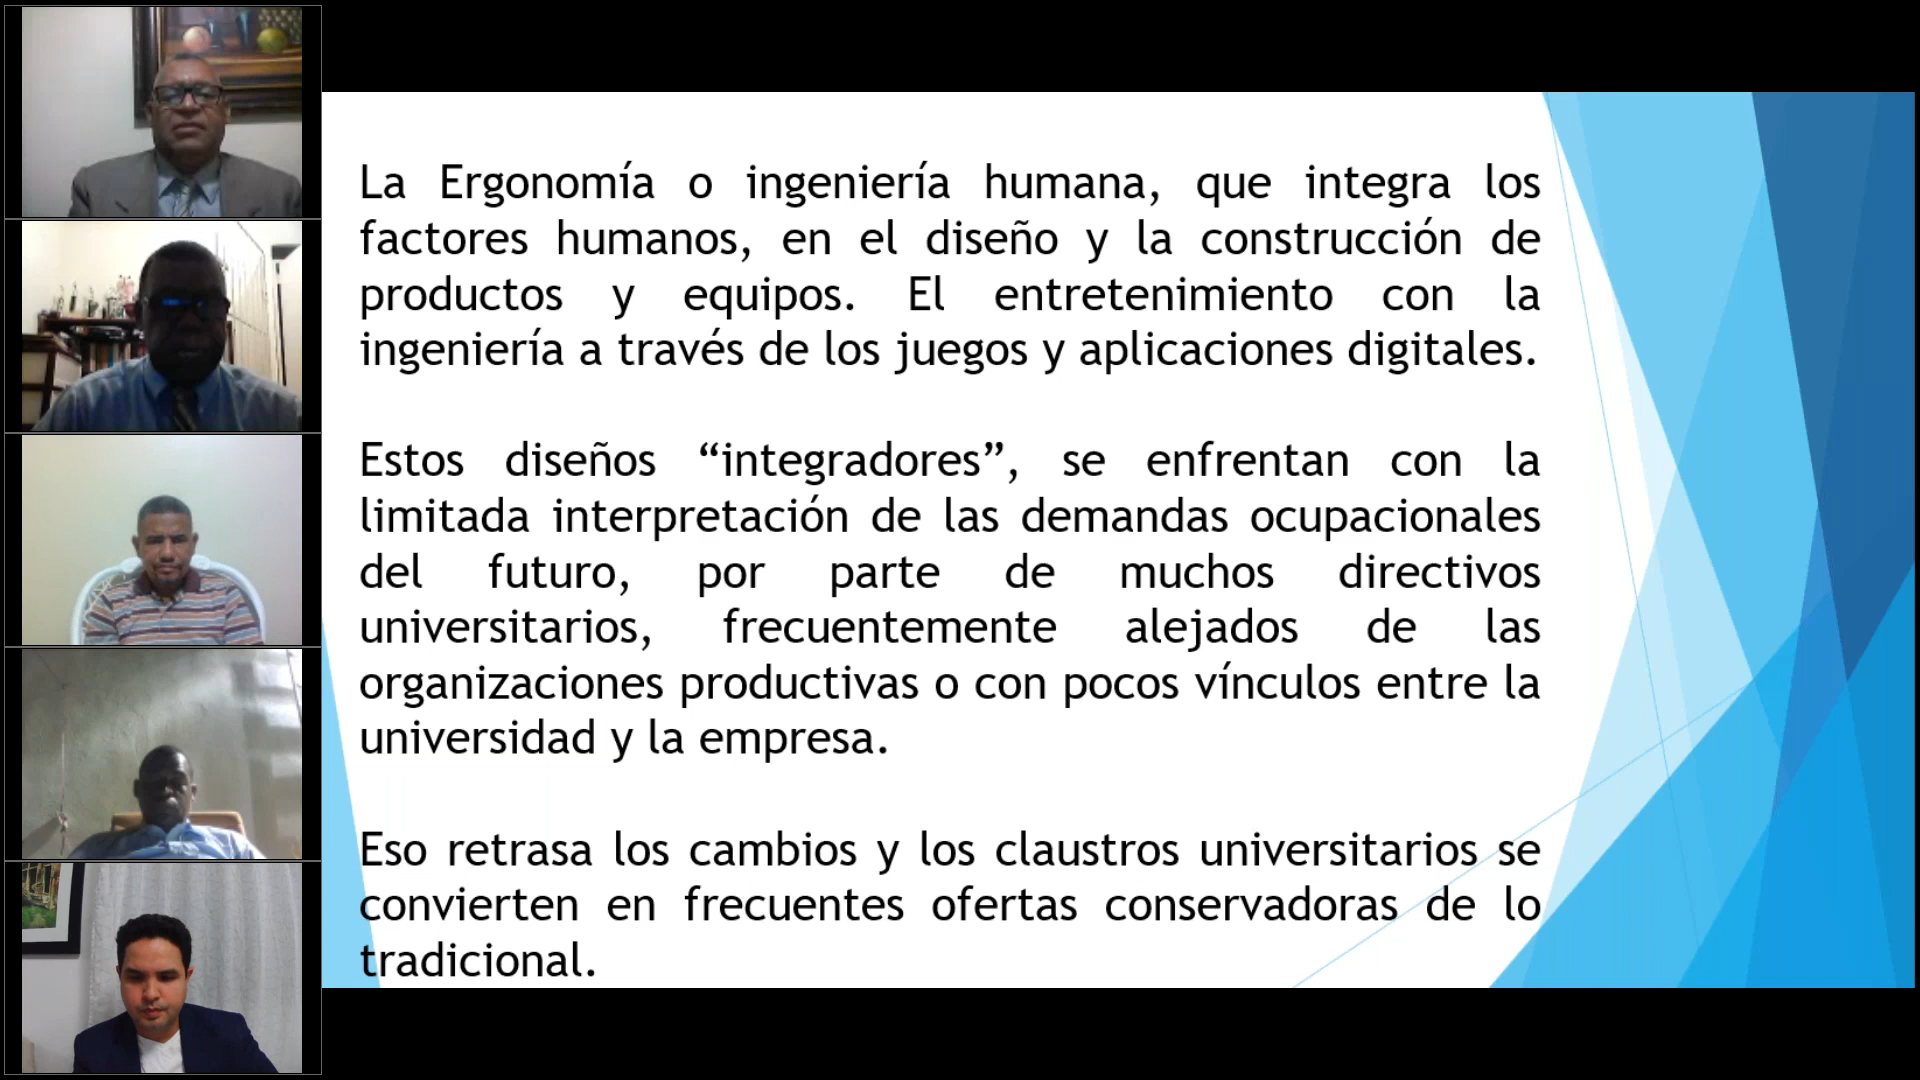 La Ergonomía o ingeniería humana, que integra los
factores humanos, en el diseño y la construcción de
productos y equipos. El entretenimiento con la
ingeniería a través de los juegos y aplicaciones digitales.
Estos diseños “integradores”, se enfrentan con la
limitada interpretación de las demandas ocupacionales
del futuro, por parte de muchos directivos
universitarios, frecuentemente alejados de las
organizaciones productivas o con pocos vínculos entre la
universidad y la empresa.
Eso retrasa los cambios y los claustros universitarios se
convierten en frecuentes ofertas conservadoras de lo
tradicional.